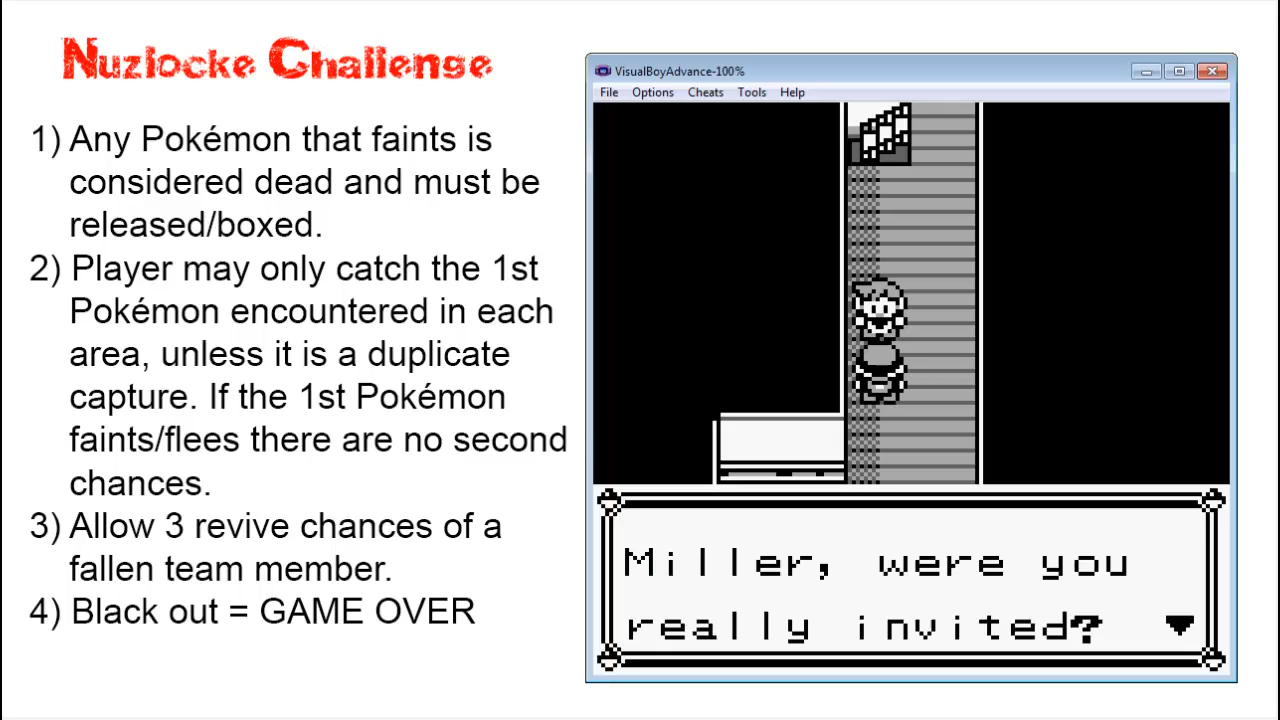 Nuzlocke Challenge
1) Any Pokémon that faints is
considered dead and must be
released/boxed.
2) Player may only catch the 1st
Pokémon encountered in each
area, unless it is a duplicate
capture. If the 1st Pokémon
faints/flees there are no second
chances.
3) Allow 3 revive chances of a
fallen team member.
4) Black out = GAME OVER
VisualBoyAdvance-100%
File Options Cheats Tools Help
Miller, were you
really invited?